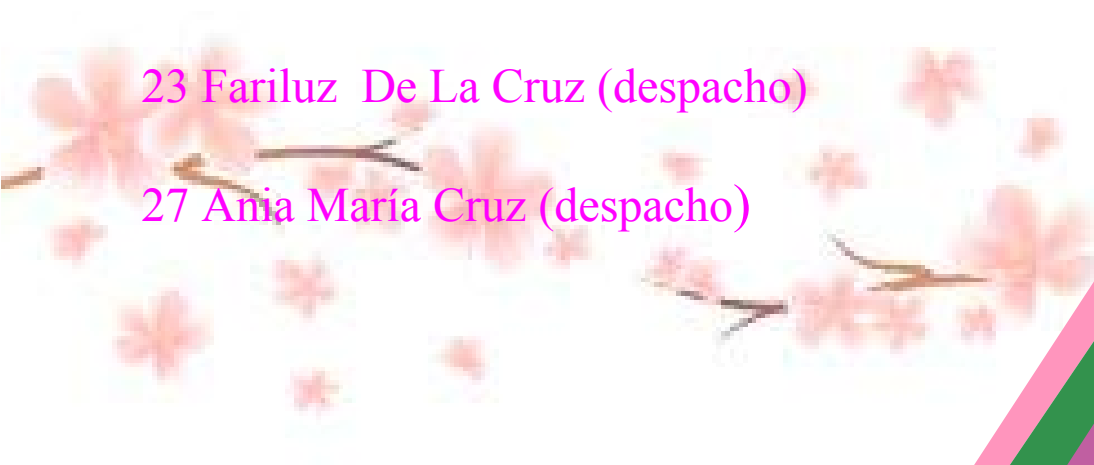 23 Fariluz  De La Cruz (despacho)
27 Ania María Cruz (despacho)